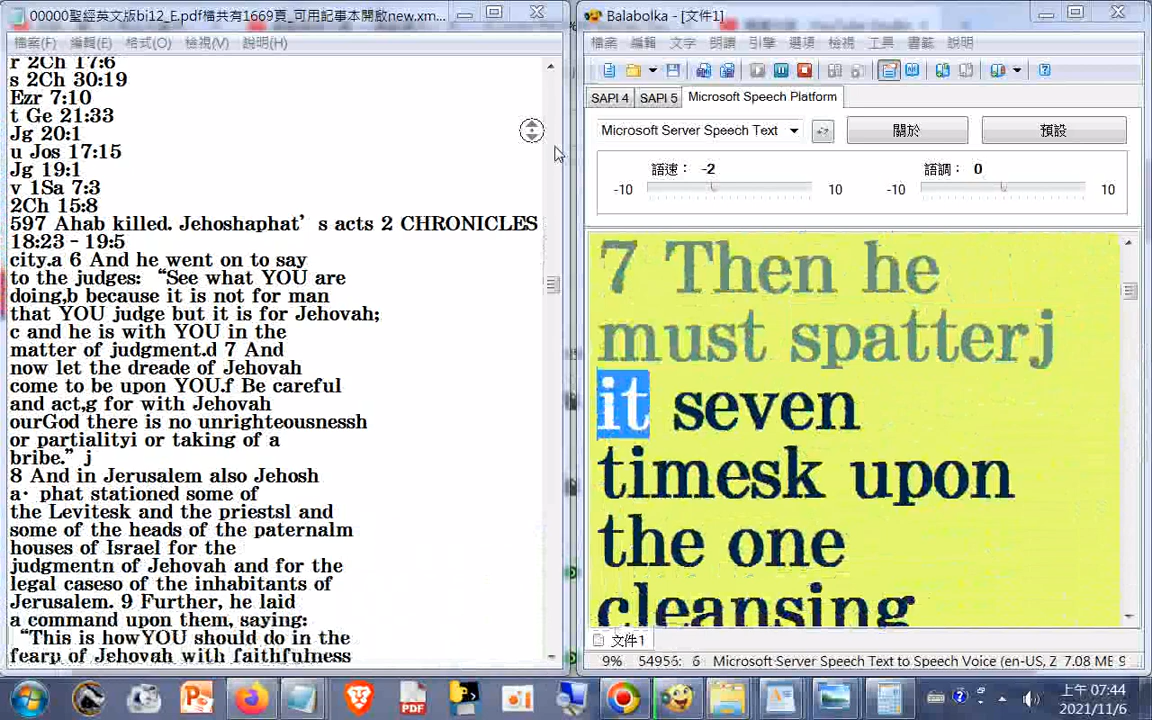 00000聖經英文版bi12_E.pdf檔共有1669頁_可用記事本開啟new.xm...
檔案(F) 編輯(E) 格式(O) 檢視(V) 說明(H)
r 2Ch 17:6
s 2Ch 30:19
Ezr 7:10
t Ge 21:33
Jg 20:1
u Jos 17:15
Jg 19:1
v 1Sa 7:3
2Ch 15:8
597 Ahab killed. Jehoshaphat’s acts 2 CHRONICLES
18:23－19:5
city.a 6 And he went on to say
to the judges: “See what YOU are
doing,b because it is not for man
that YOU judge but it is for Jehovah;
c and he is with YOU in the
matter of judgment.d 7 And
now let the dreade of Jehovah
come to be upon YOU.f Be careful
and act,g for with Jehovah
ourGod there is no unrighteousnessh
or partialityi or taking of a
bribe.” j
8 And in Jerusalem also Jehosh
a·phat stationed some of
the Levitesk and the priestsl and
some of the heads of the paternalm
houses of Israel for the
judgmentn of Jehovah and for the
legal caseso of the inhabitants of
Jerusalem. 9 Further, he laid
a command upon them, saying:
“This is howYOU should do in the
fearp of Jehovah with faithfulness
Balabolka - [文件1]
檔案 編輯 文字 朗讀 引擎 選項 檢視 工具 書籤 說明
SAPI 4 SAPI 5 Microsoft Speech Platform
Microsoft Server Speech Text 關於 預設
語速： -2 語調： 0
-10 10 -10 10
7 Then he
must spatterj
it seven
timesk upon
the one
cleansing
文件1
9% 54956: 6 Microsoft Server Speech Text to Speech Voice (en-US, Z 7.08 MB 9
PDF
上午 07:44
2021/11/6